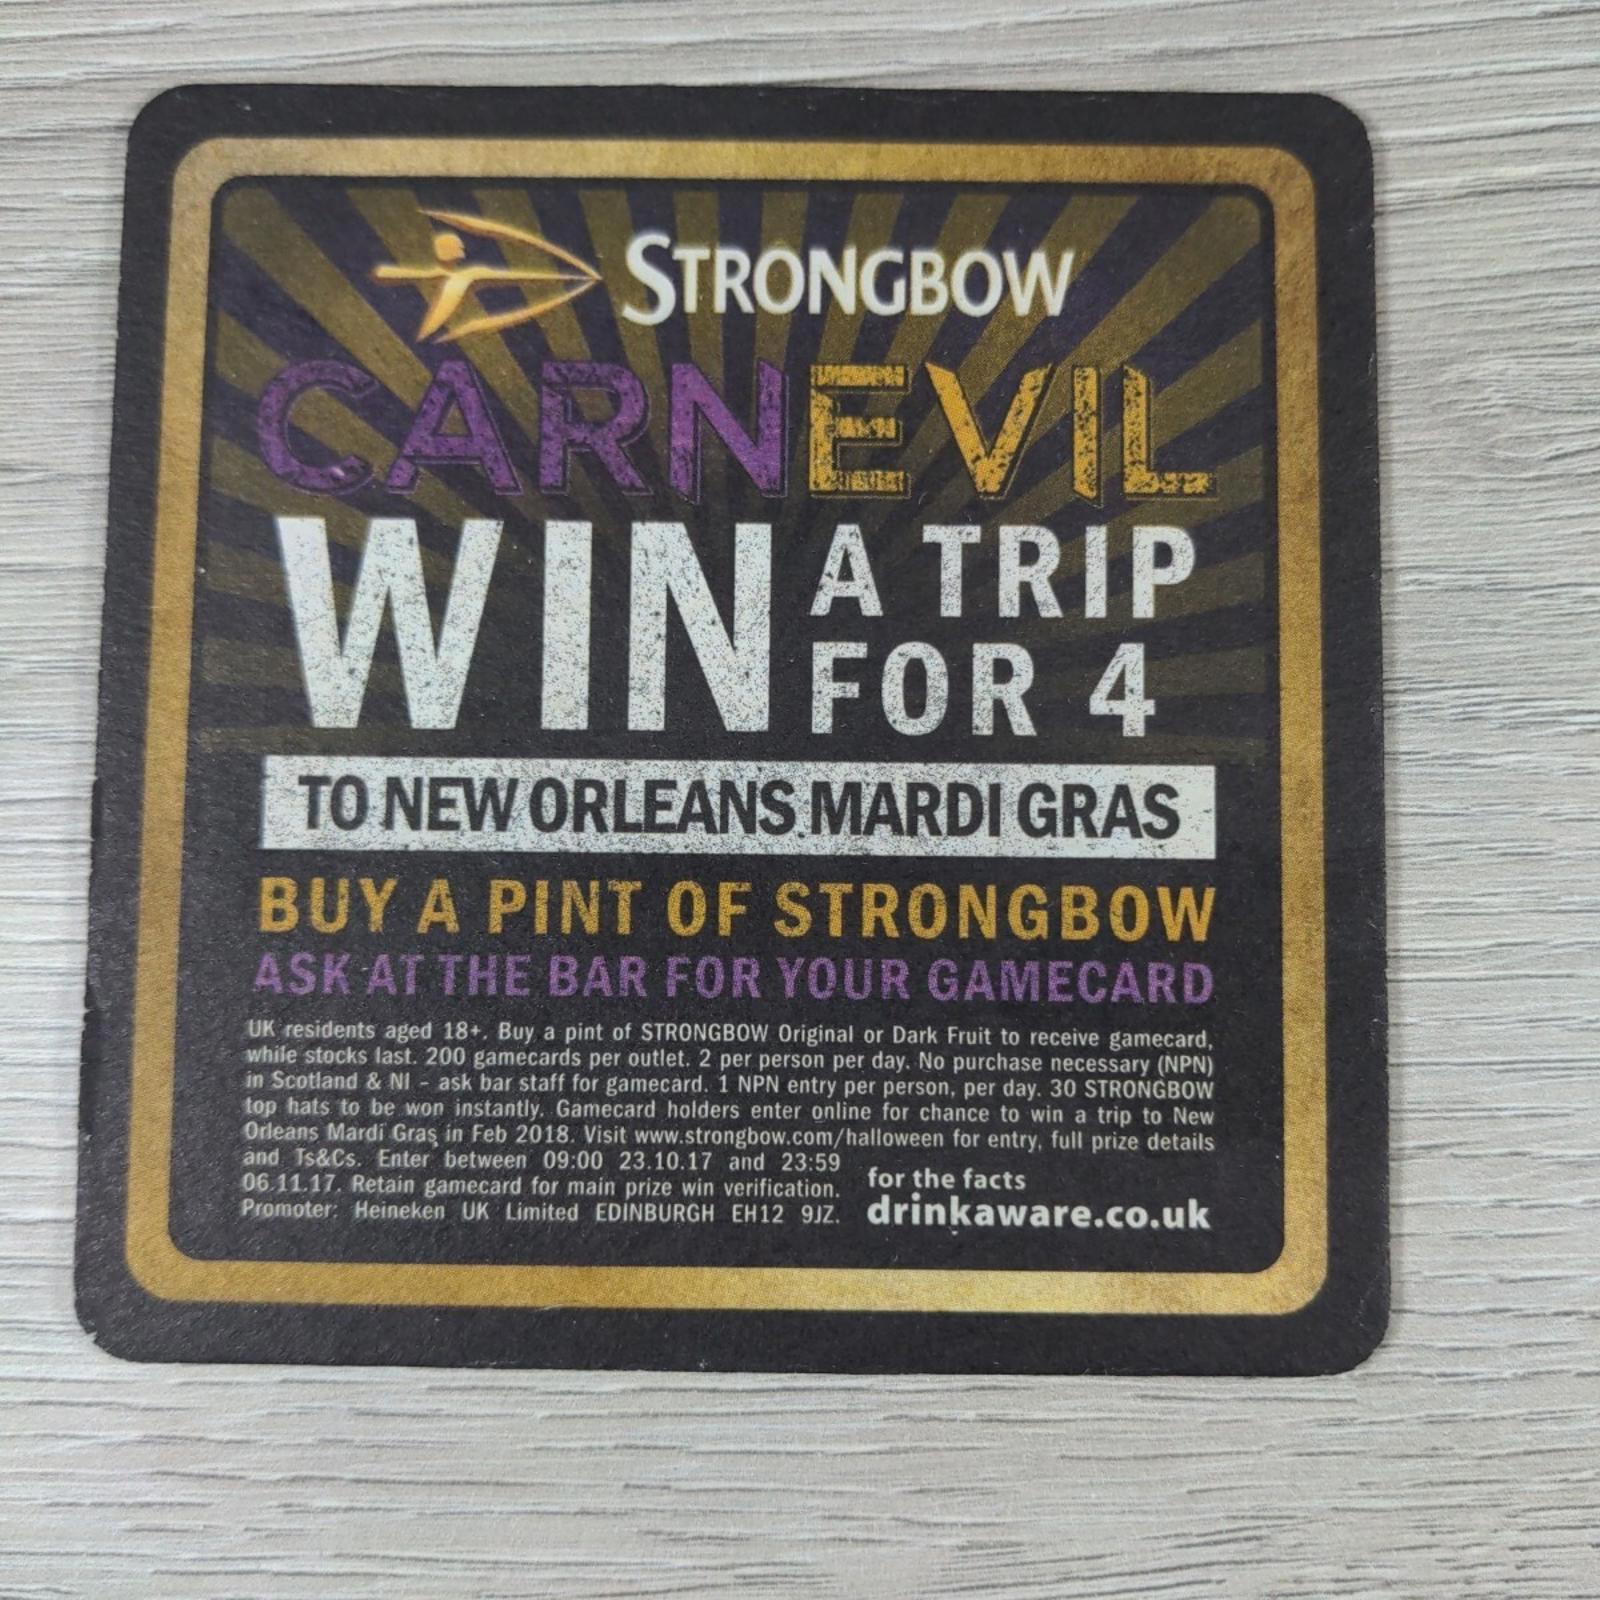 STRONGBOW
CARNEVIL
WIN A TRIP
FOR 4
TO NEW ORLEANS MARDI GRAS
BUY A PINT OF STRONGBOW
ASK AT THE BAR FOR YOUR GAMECARD
UK residents aged 18+. Buy a pint of STRONGBOW Original or Dark Fruit to receive gamecard,
while stocks last. 200 gamecards per outlet. 2 per person per day. No purchase necessary (NPN)
in Scotland & NI – ask bar staff for gamecard. 1 NPN entry per person, per day. 30 STRONGBOW
top hats to be won instantly. Gamecard holders enter online for chance to win a trip to New
Orleans Mardi Gras in Feb 2018. Visit www.strongbow.com/halloween for entry, full prize details
and Ts&Cs. Enter between 09:00 23.10.17 and 23:59
06.11.17. Retain gamecard for main prize win verification.
Promoter: Heineken UK Limited EDINBURGH EH12 9JZ.
for the facts
drinkaware.co.uk